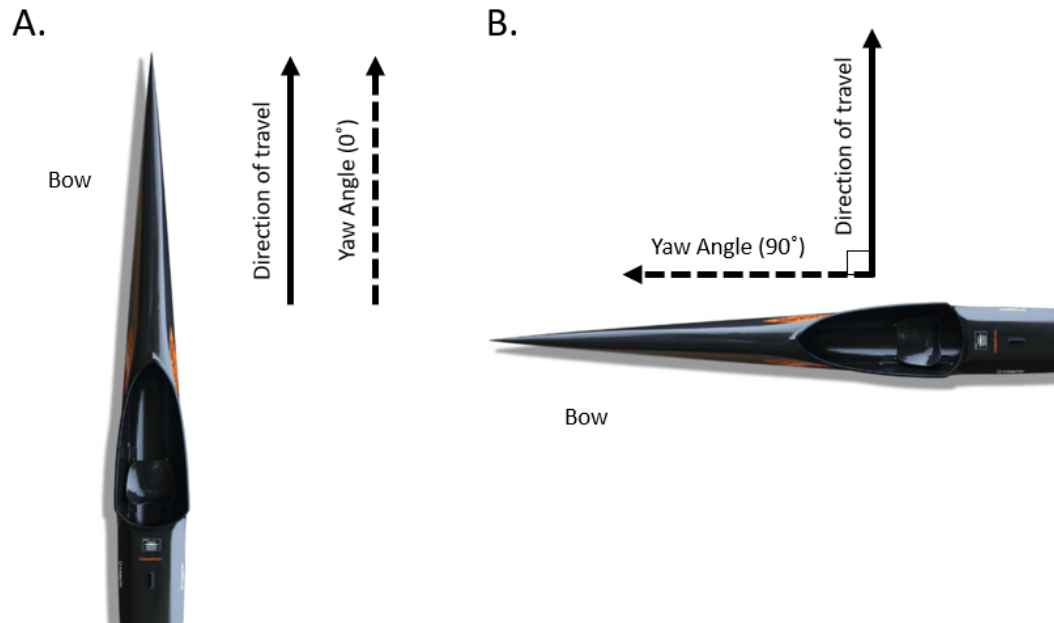 A.
Bow
Direction of travel
Yaw Angle (0˚)
B.
Direction of travel
Yaw Angle (90˚)
Bow